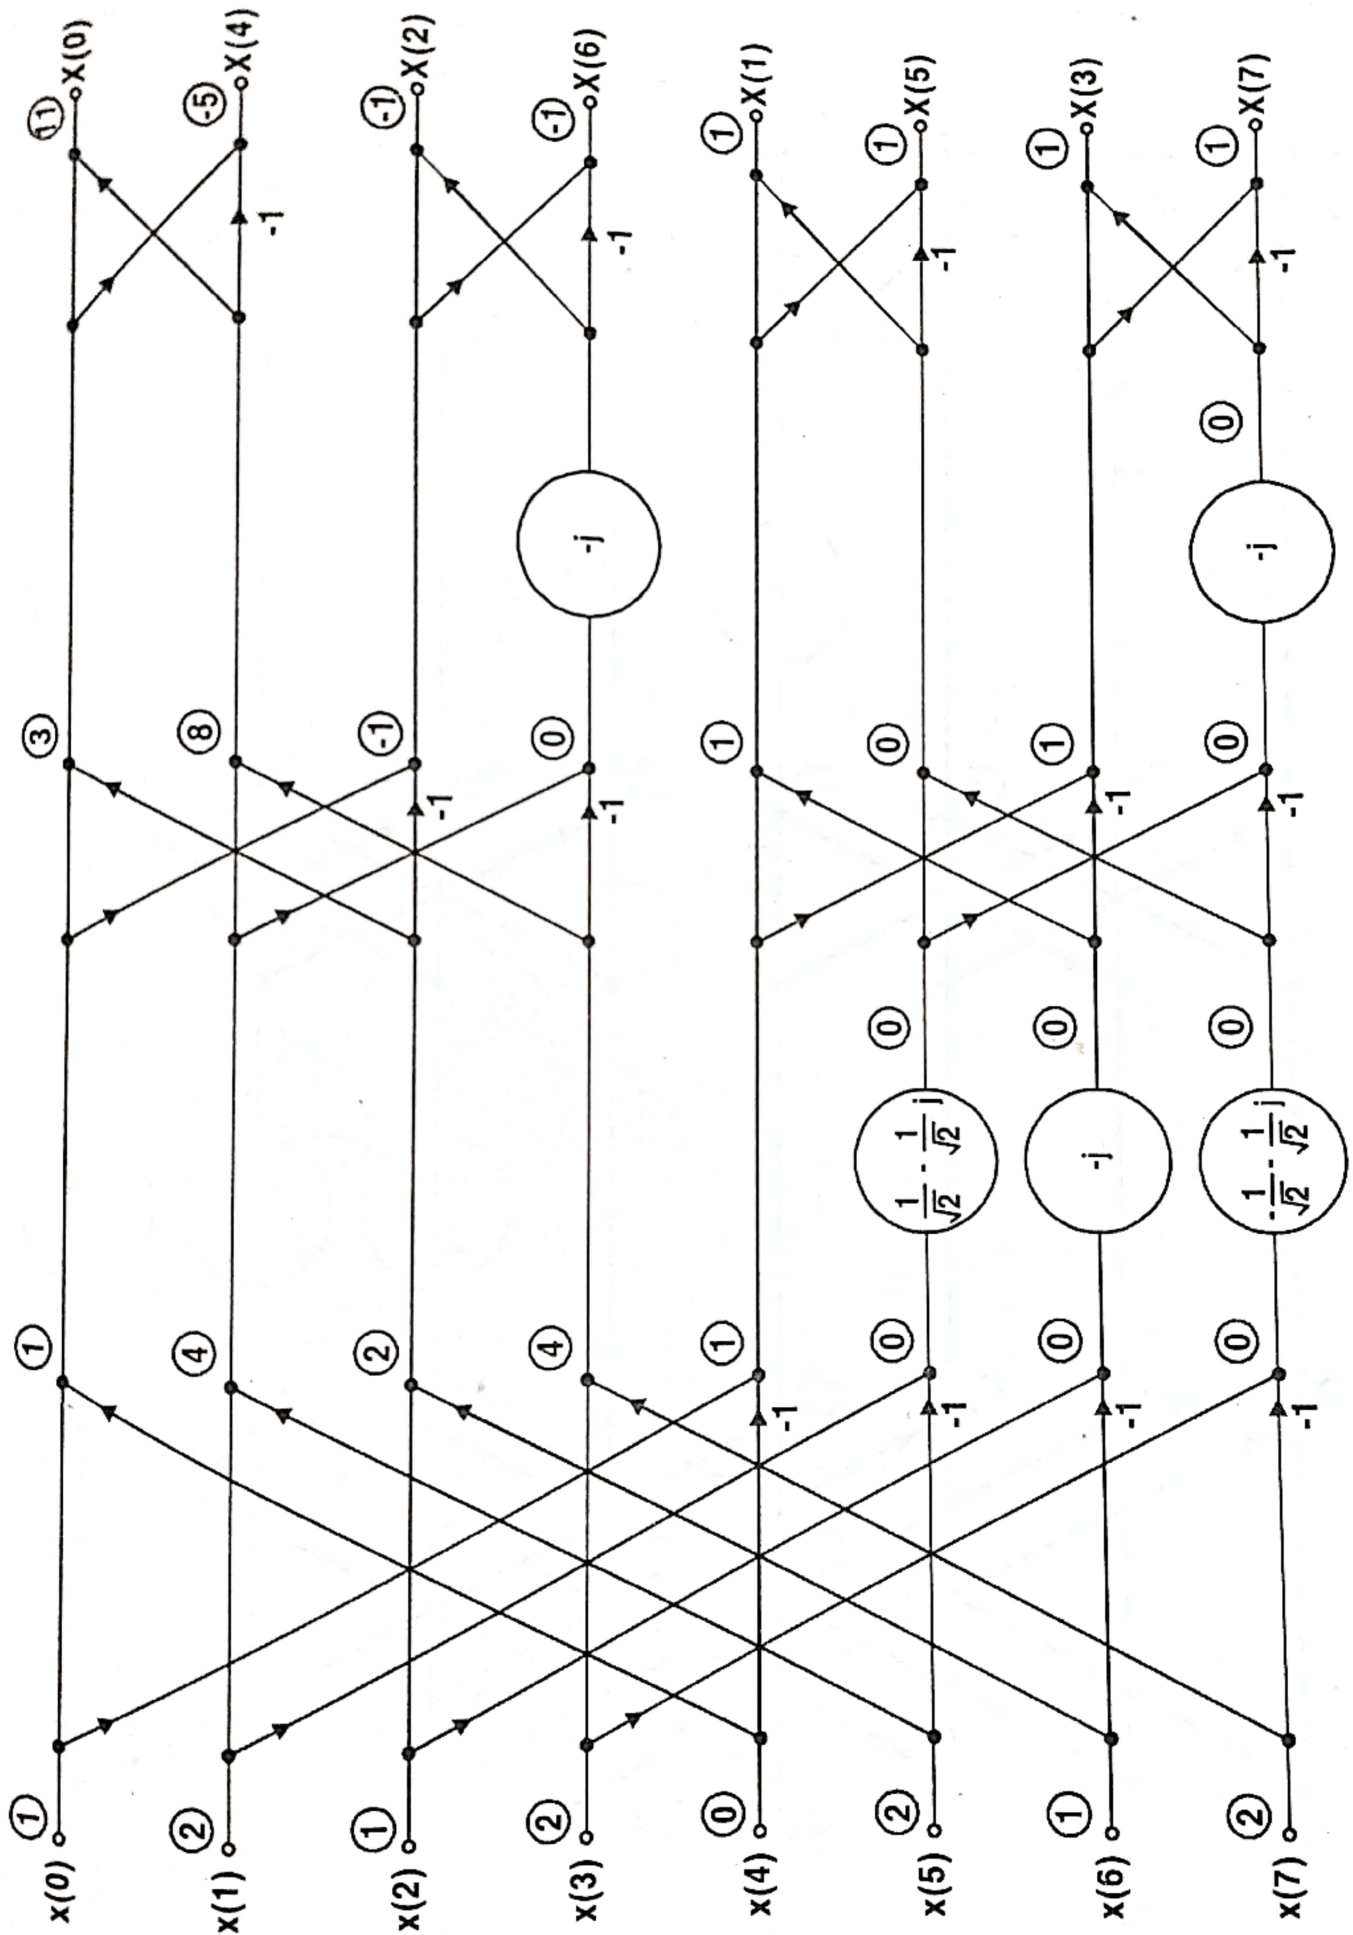 x(0) 1 1 3 11 X(0)
x(1) 2 4 8 -1 -5 X(4)
x(2) 1 2 -1 -1 -1 X(2)
x(3) 2 4 -1 0 -j -1 -1 X(6)
x(4) 0 -1 1 1 1 X(1)
x(5) 2 -1 0 1/√2 - 1/√2 j 0 0 -1 1 X(5)
x(6) 1 -1 0 -j 0 -1 1 1 X(3)
x(7) 2 -1 0 -1/√2 - 1/√2 j 0 -1 0 -j 0 -1 1 X(7)